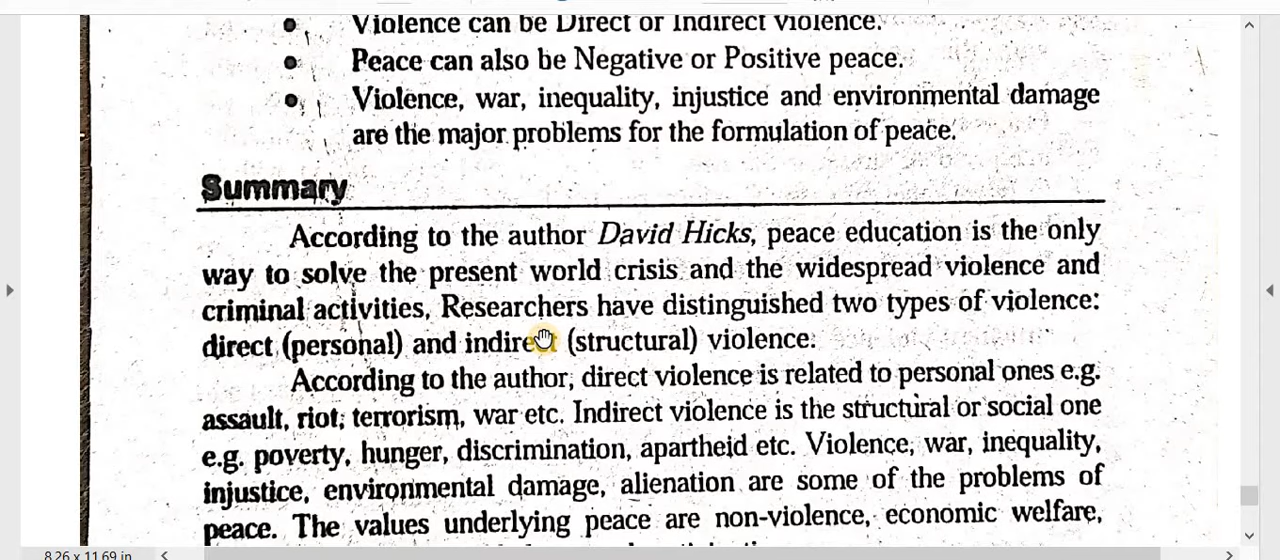 Violence can be Direct or Indirect violence.
Peace can also be Negative or Positive peace.
Violence, war, inequality, injustice and environmental damage
are the major problems for the formulation of peace.
Summary
According to the author David Hicks, peace education is the only
way to solve the present world crisis and the widespread violence and
criminal activities. Researchers have distinguished two types of violence:
direct (personal) and indirect (structural) violence:
According to the author, direct violence is related to personal ones e.g.
assault, riot, terrorism, war etc. Indirect violence is the structural or social one
e.g. poverty, hunger, discrimination, apartheid etc. Violence, war, inequality,
injustice, environmental damage, alienation are some of the problems of
peace. The values underlying peace are non-violence, economic welfare,
8.26 x 11.69 in